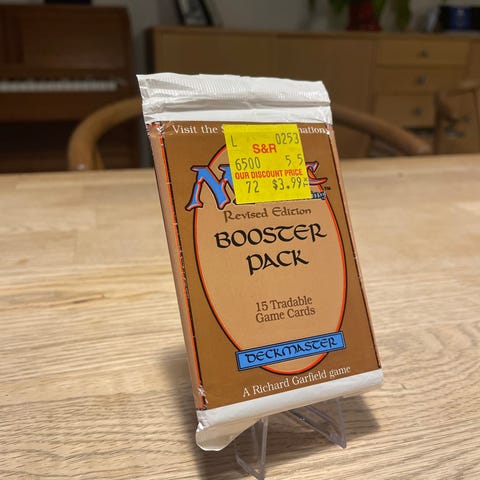 Visit the
L 0253
S&R
6500 5 5
OUR DISCOUNT PRICE
72 $3.99
Revised Edition
BOOSTER
PACK
15 Tradable
Game Cards
DECKMASTER
A Richard Garfield game